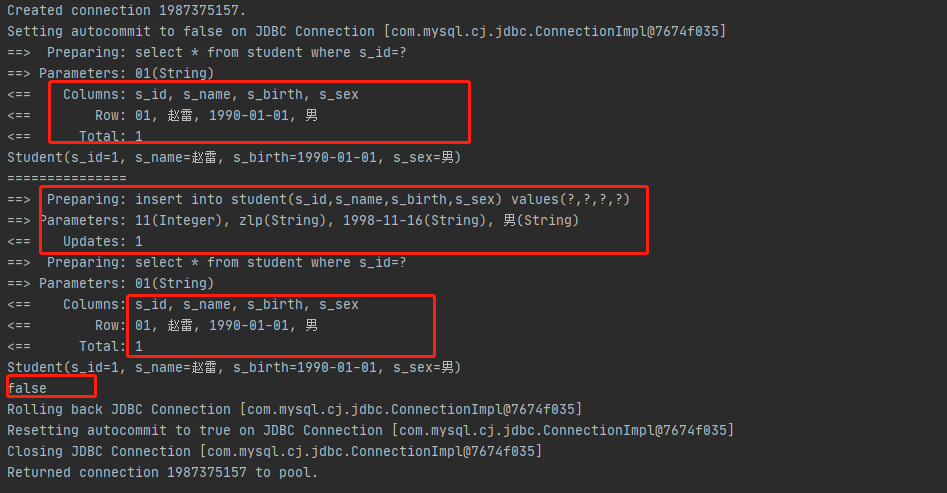 Created connection 1987375157.
Setting autocommit to false on JDBC Connection [com.mysql.cj.jdbc.ConnectionImpl@7674f035]
==>  Preparing: select * from student where s_id=?
==> Parameters: 01(String)
<==    Columns: s_id, s_name, s_birth, s_sex
<==        Row: 01, 赵雷, 1990-01-01, 男
<==      Total: 1
Student(s_id=1, s_name=赵雷, s_birth=1990-01-01, s_sex=男)
===============
==>  Preparing: insert into student(s_id,s_name,s_birth,s_sex) values(?,?,?,?)
==> Parameters: 11(Integer), zlp(String), 1998-11-16(String), 男(String)
<==    Updates: 1
==>  Preparing: select * from student where s_id=?
==> Parameters: 01(String)
<==    Columns: s_id, s_name, s_birth, s_sex
<==        Row: 01, 赵雷, 1990-01-01, 男
<==      Total: 1
Student(s_id=1, s_name=赵雷, s_birth=1990-01-01, s_sex=男)
false
Rolling back JDBC Connection [com.mysql.cj.jdbc.ConnectionImpl@7674f035]
Resetting autocommit to true on JDBC Connection [com.mysql.cj.jdbc.ConnectionImpl@7674f035]
Closing JDBC Connection [com.mysql.cj.jdbc.ConnectionImpl@7674f035]
Returned connection 1987375157 to pool.